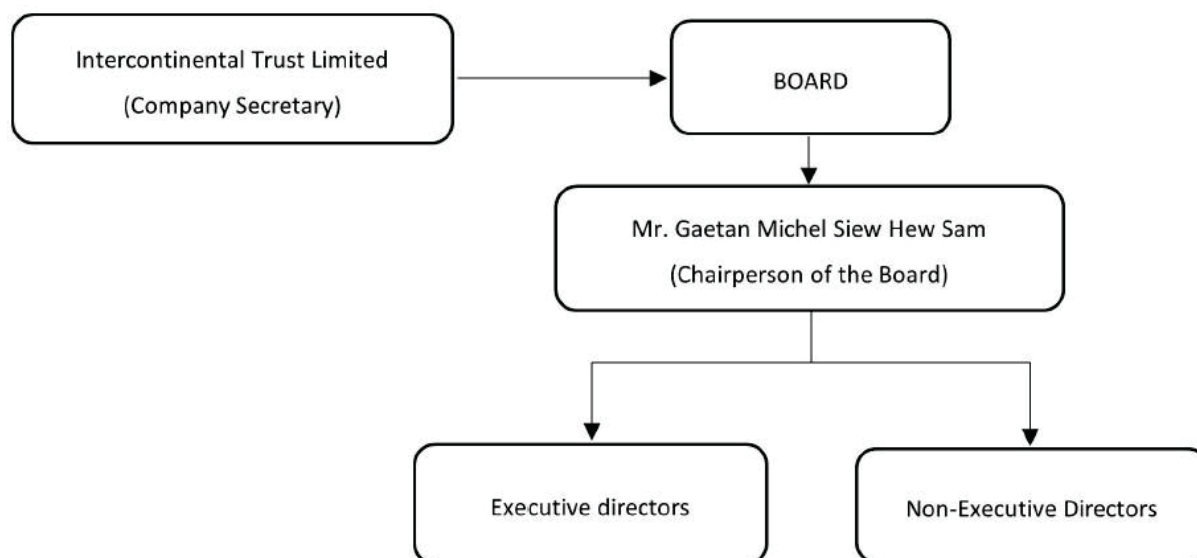 Intercontinental Trust Limited
(Company Secretary)
BOARD
Mr. Gaetan Michel Siew Hew Sam
(Chairperson of the Board)
Executive directors
Non-Executive Directors